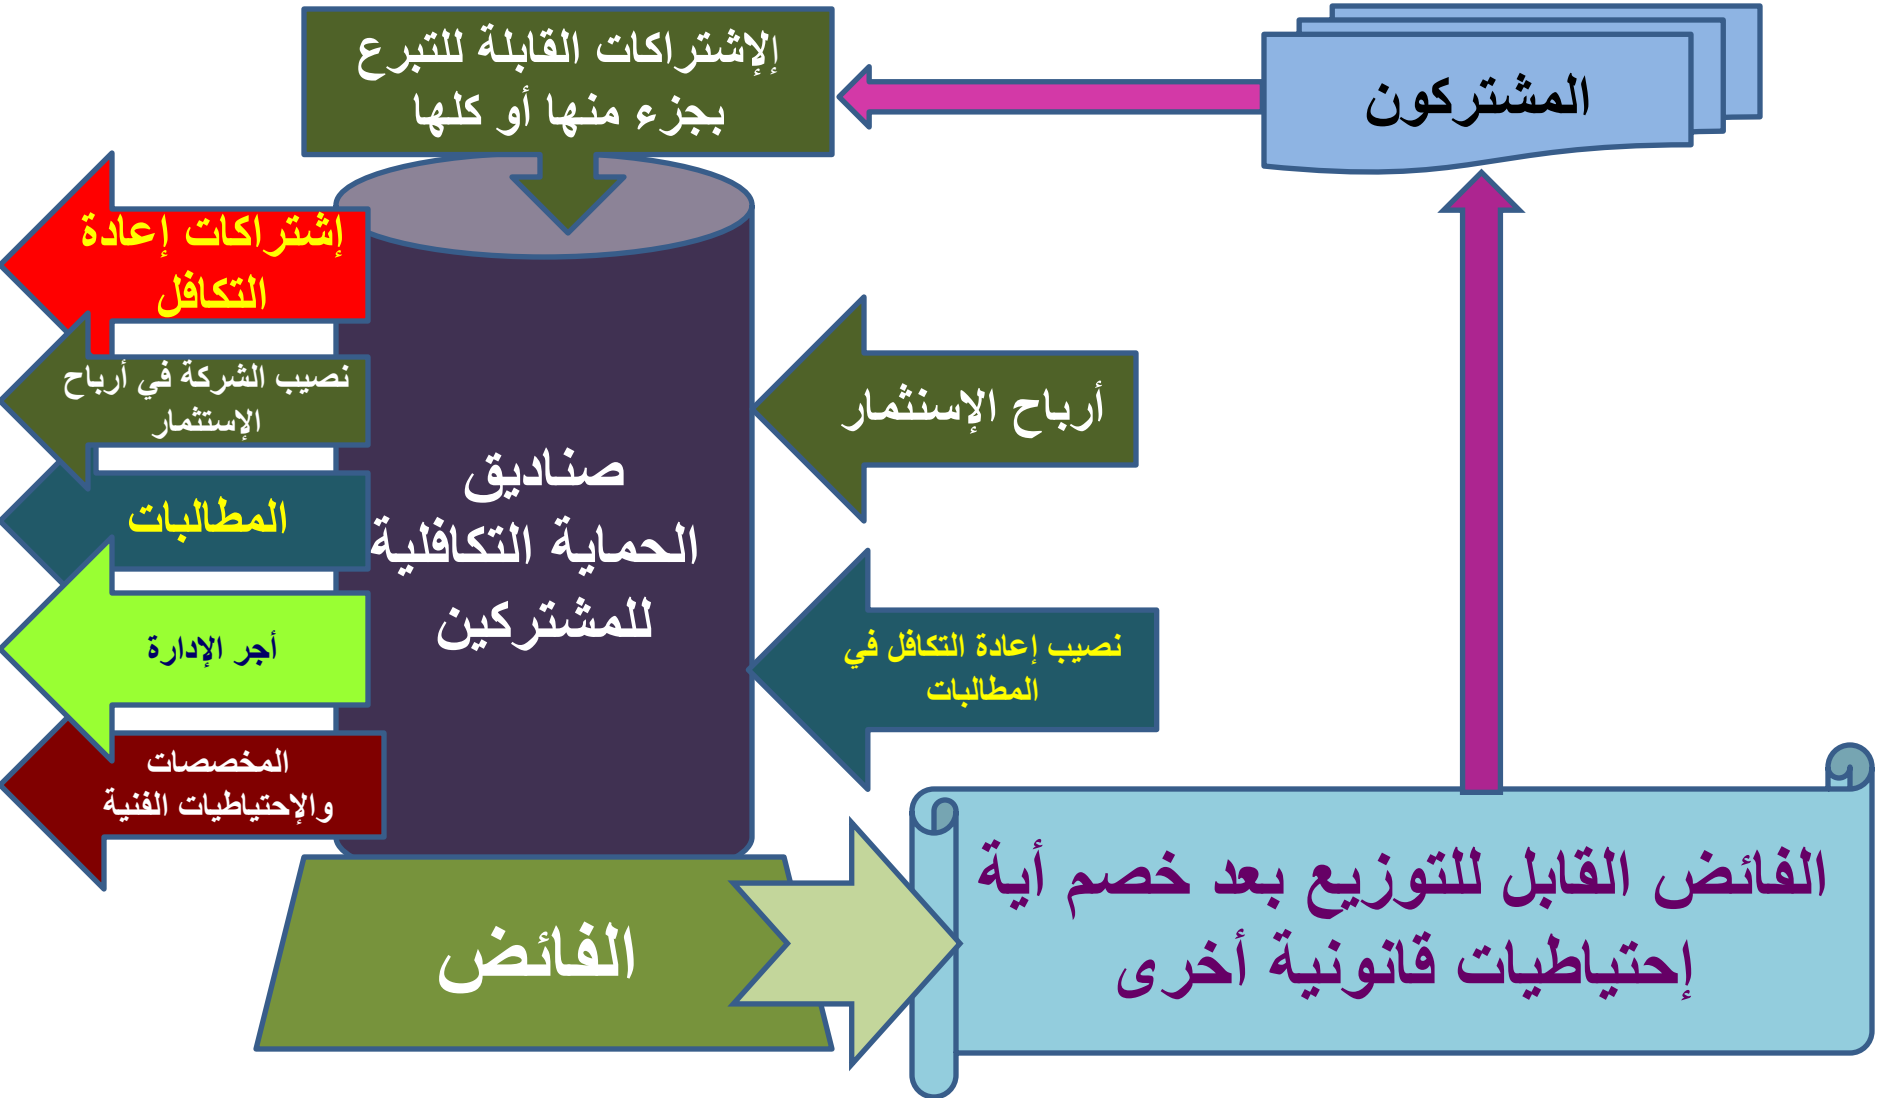 المشتركون
إلإشتراكات القابلة للتبرع
بجزء منها أو كلها
إشتراكات إعادة
التكافل
نصيب الشركة في أرباح
الإستثمار
المطالبات
أجر الإدارة
المخصصات
والإحتياطيات الفنية
صناديق
الحماية التكافلية
للمشتركين
أرباح الإسنثمار
نصيب إعادة التكافل في
المطالبات
الفائض
الفائض القابل للتوزيع بعد خصم أية
إحتياطيات قانونية أخرى